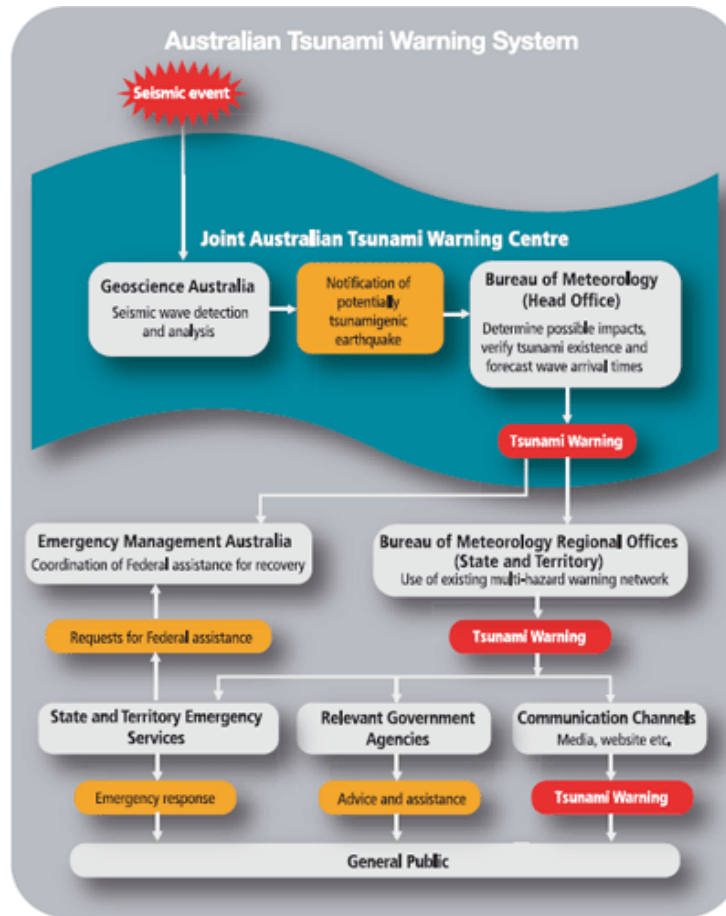 Australian Tsunami Warning System
Seismic event
Joint Australian Tsunami Warning Centre
Geoscience Australia
Seismic wave detection
and analysis
Notification of
potentially
tsunamigenic
earthquake
Bureau of Meteorology
(Head Office)
Determine possible impacts,
verify tsunami existence and
forecast wave arrival times
Tsunami Warning
Emergency Management Australia
Coordination of Federal assistance for recovery
Bureau of Meteorology Regional Offices
(State and Territory)
Use of existing multi-hazard warning network
Requests for Federal assistance
Tsunami Warning
State and Territory Emergency
Services
Relevant Government
Agencies
Communication Channels
Media, website etc.
Emergency response
Advice and assistance
Tsunami Warning
General Public